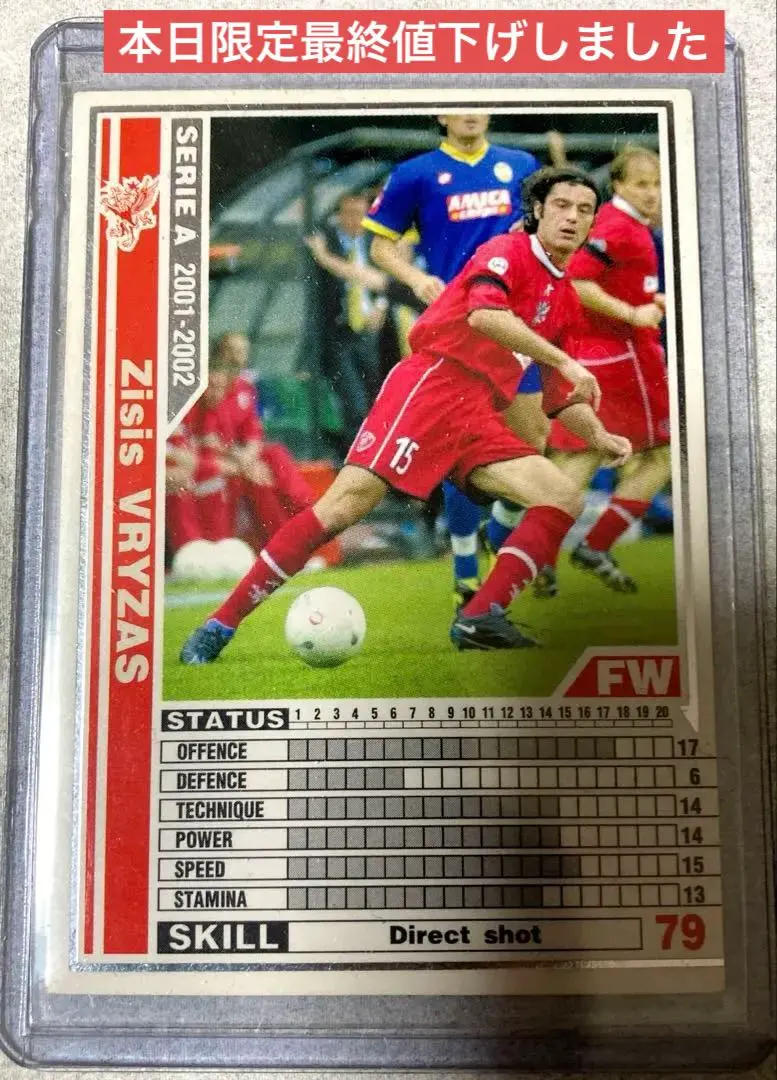 本日限定最終値下げしました
SERIE A 2001-2002
Zisis VRYZAS
AMICA
15
FW
STATUS 1 2 3 4 5 6 7 8 9 10 11 12 13 14 15 16 17 18 19 20
OFFENCE 17
DEFENCE 6
TECHNIQUE 14
POWER 14
SPEED 15
STAMINA 13
SKILL Direct shot 79